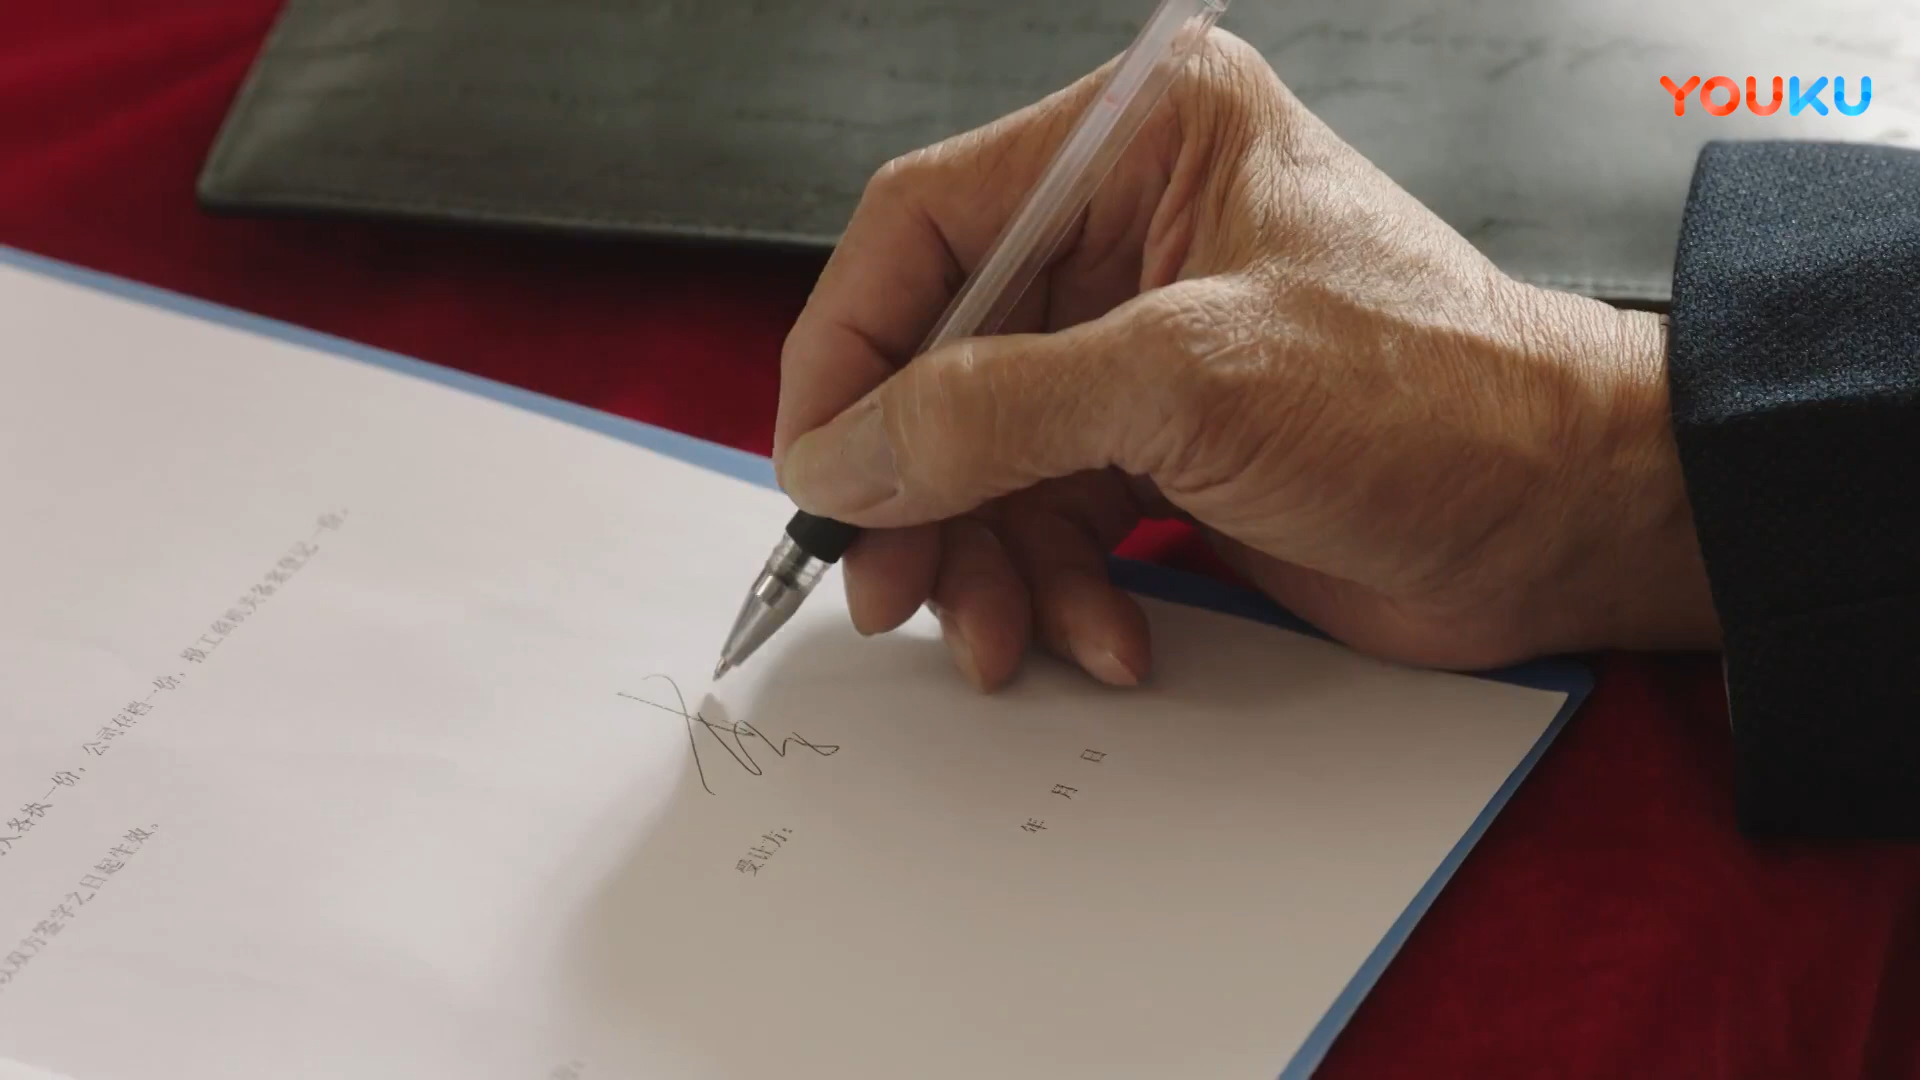 YOUKU
人各执一份，公司存档一份，报工商机关备案登记一份。
双方签字之日起生效。
受让方：
年 月 日